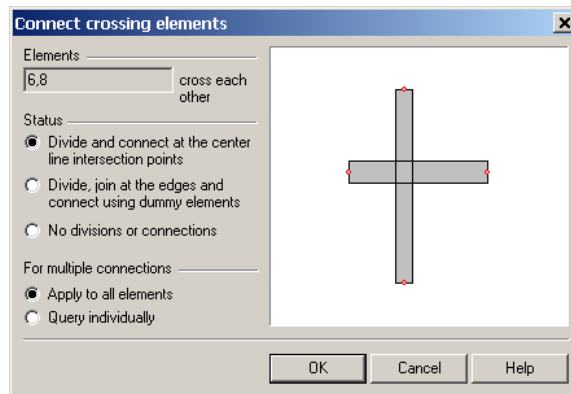 Connect crossing elements
Elements
6,8
cross each
other
Status
Divide and connect at the center
line intersection points
Divide, join at the edges and
connect using dummy elements
No divisions or connections
For multiple connections
Apply to all elements
Query individually
OK
Cancel
Help